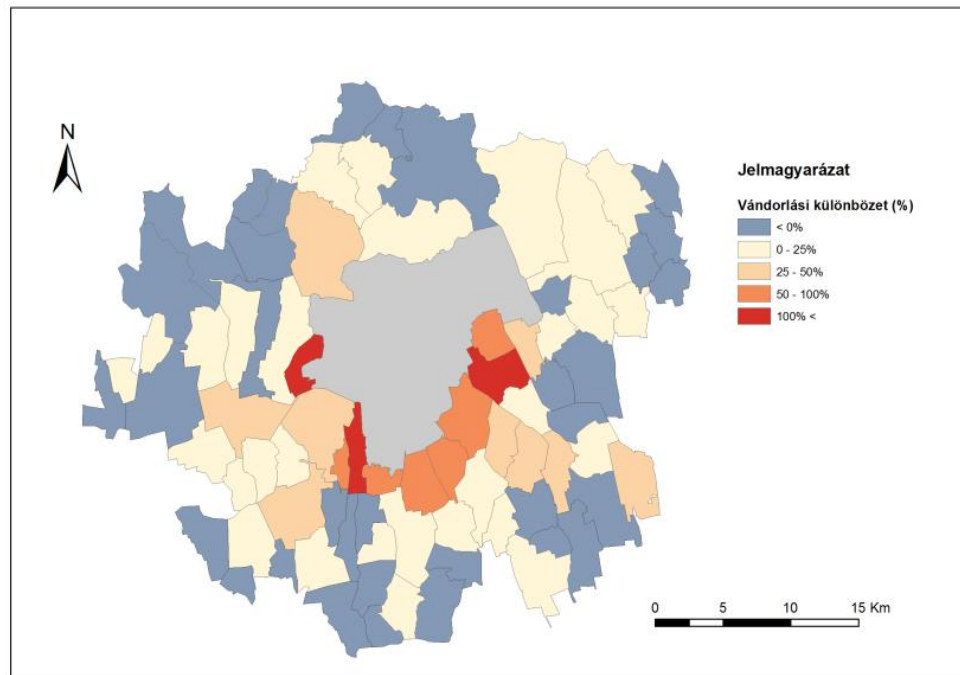 N
Jelmagyarázat
Vándorlási különbözet (%)
< 0%
0 - 25%
25 - 50%
50 - 100%
100% <
0 5 10 15 Km